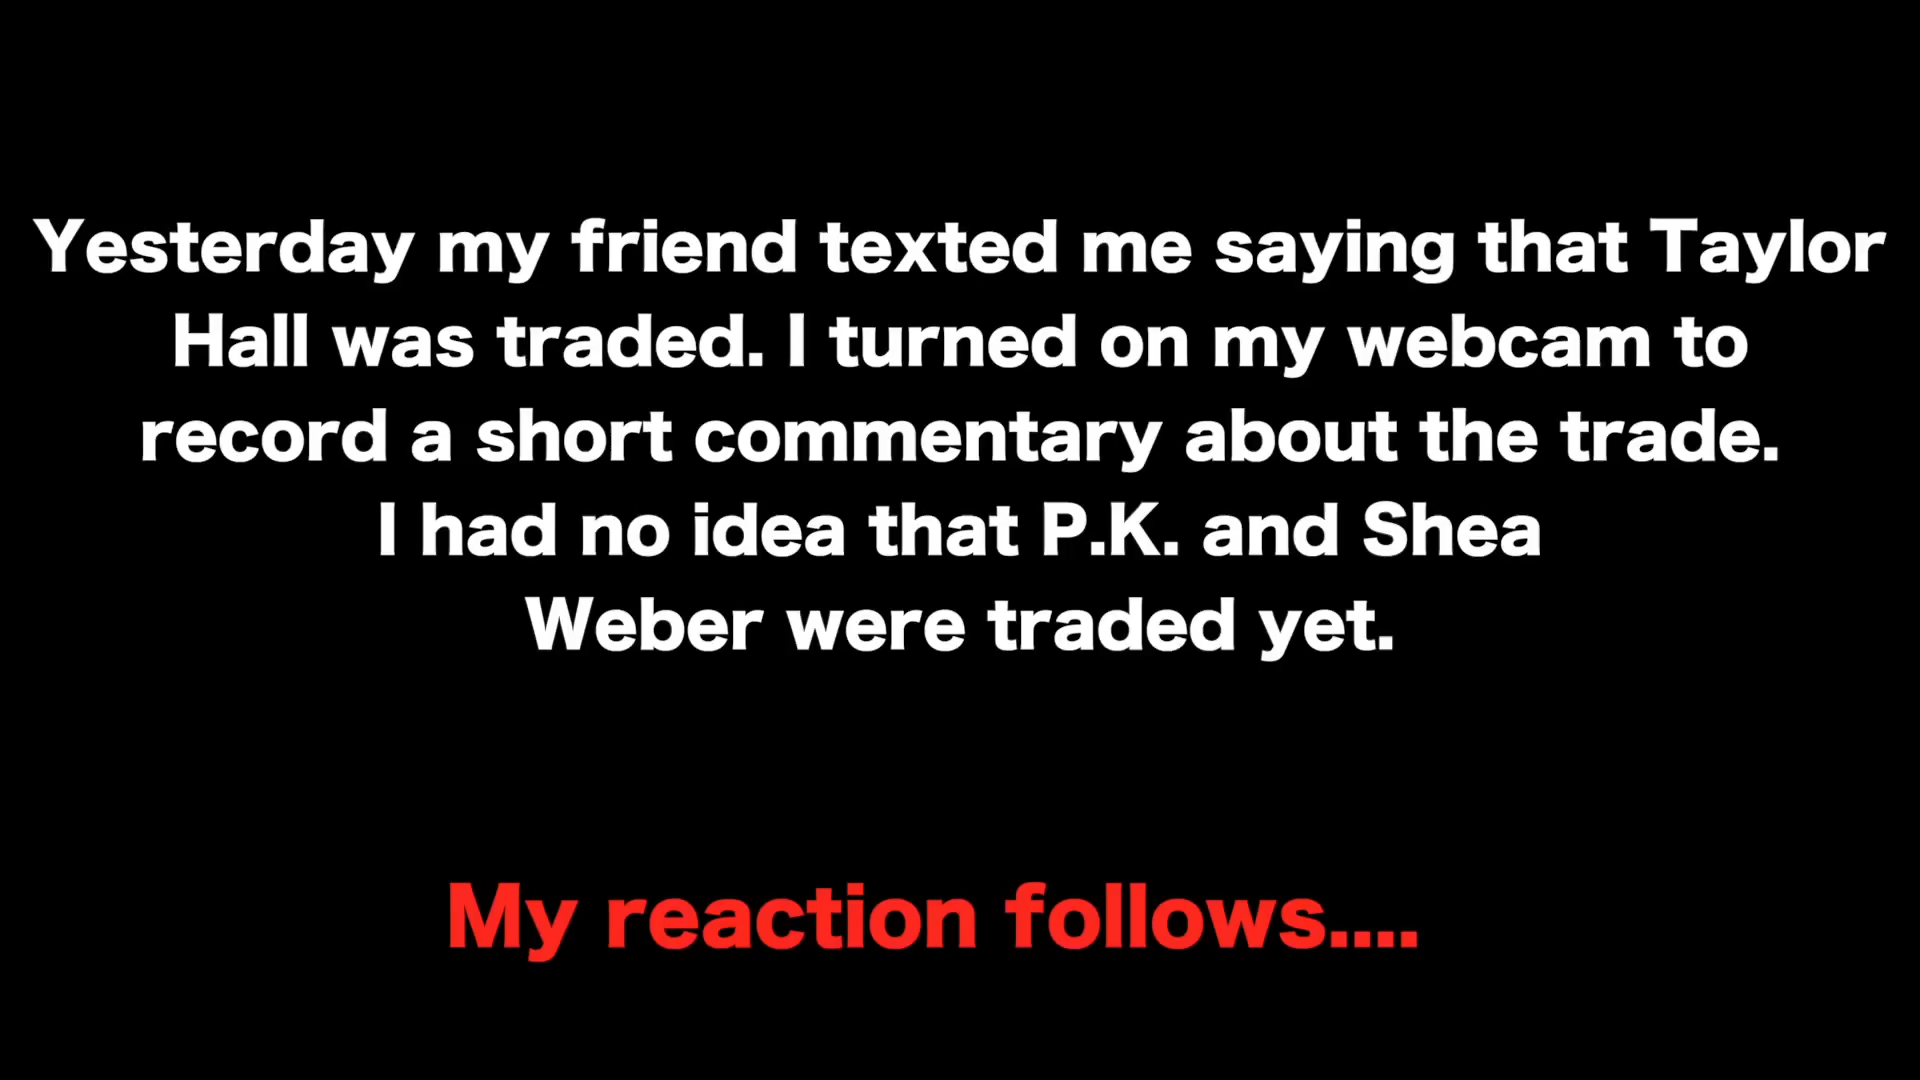 Yesterday my friend texted me saying that Taylor
Hall was traded. I turned on my webcam to
record a short commentary about the trade.
I had no idea that P.K. and Shea
Weber were traded yet.
My reaction follows....